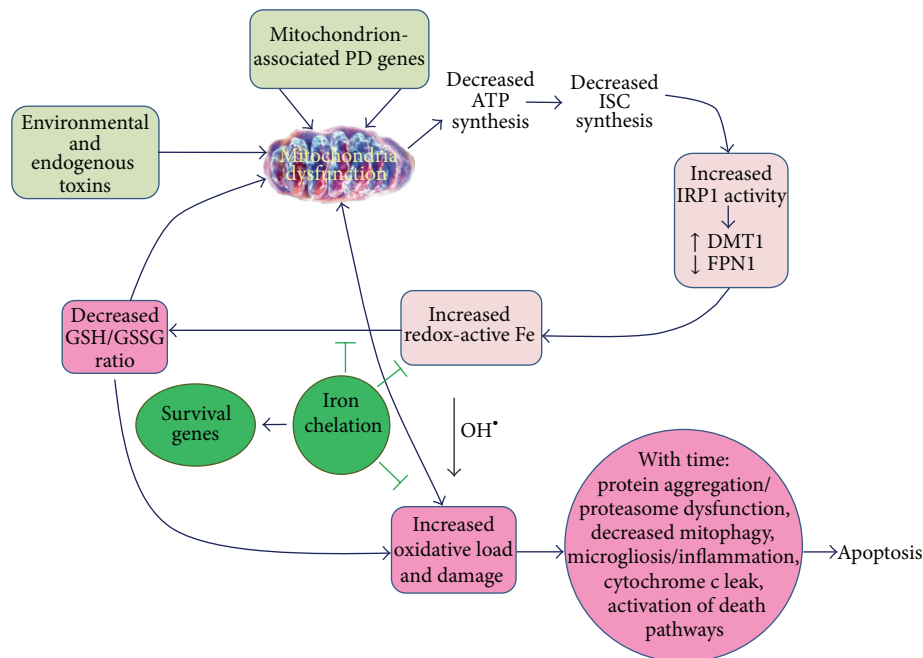 Mitochondrion-
associated PD genes
Decreased
ATP
synthesis
Decreased
ISC
synthesis
Environmental
and
endogenous
toxins
Mitochondria
dysfunction
Increased
IRP1 activity
↑ DMT1
↓ FPN1
Decreased
GSH/GSSG
ratio
Increased
redox-active Fe
Survival
genes
Iron
chelation
OH•
Increased
oxidative load
and damage
With time:
protein aggregation/
proteasome dysfunction,
decreased mitophagy,
microgliosis/inflammation,
cytochrome c leak,
activation of death
pathways
Apoptosis